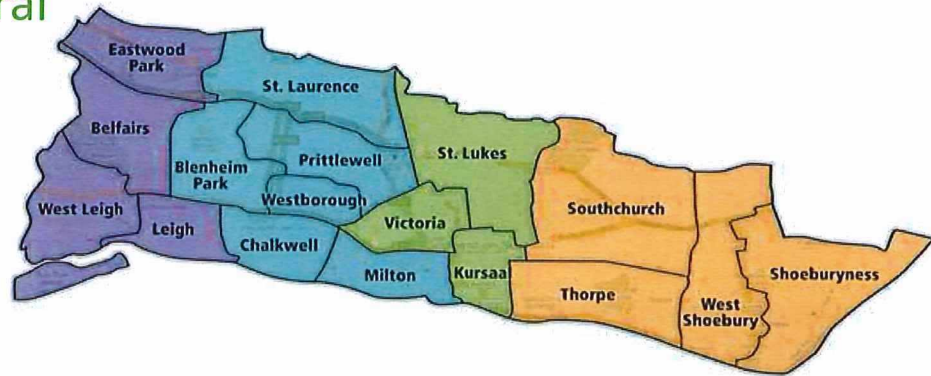 ral
Eastwood
Park
St. Laurence
Belfairs
Prittlewell
St. Lukes
Blenheim
Park
Westborough
West Leigh
Southchurch
Victoria
Leigh
Chalkwell
Milton
Kursaa
Shoeburyness
Thorpe
West
Shoebury